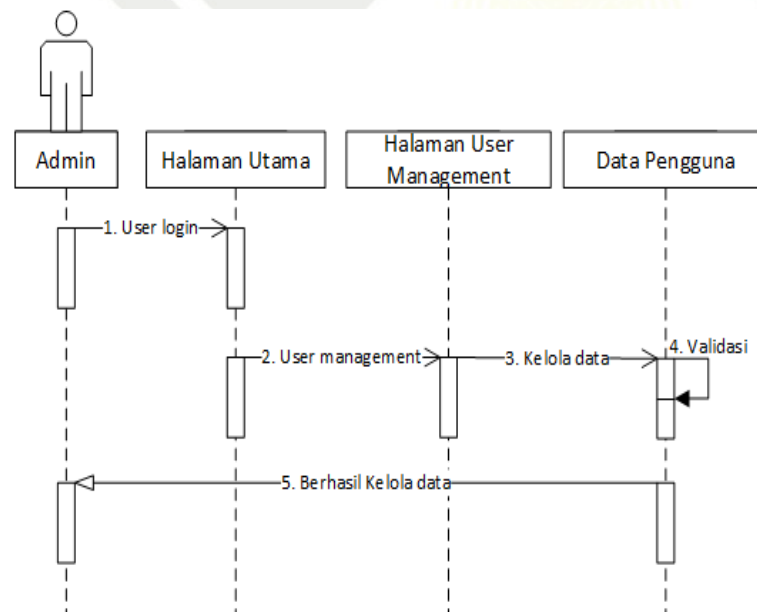 Admin
Halaman Utama
Halaman User
Management
Data Pengguna
1. User login
2. User management
3. Kelola data
4. Validasi
5. Berhasil Kelola data